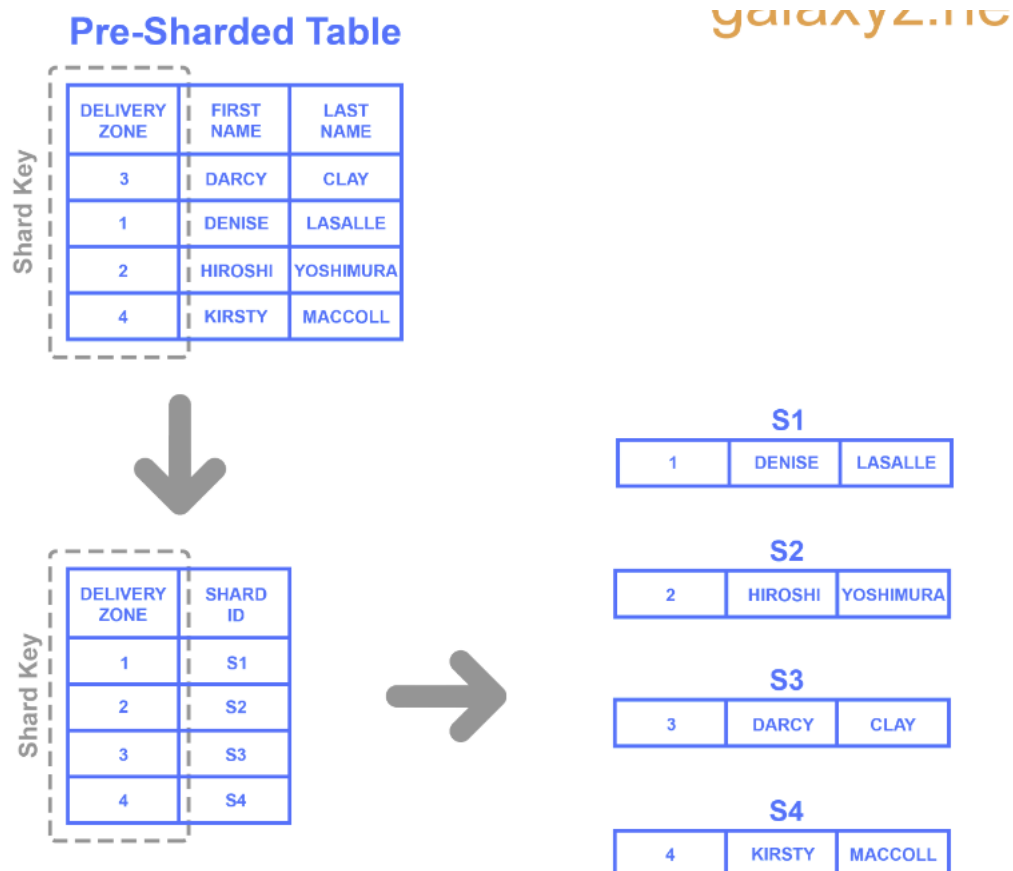 Pre-Sharded Table
galaxyz.ne
Shard Key
DELIVERY ZONE FIRST NAME LAST NAME
3 DARCY CLAY
1 DENISE LASALLE
2 HIROSHI YOSHIMURA
4 KIRSTY MACCOLL
Shard Key
DELIVERY ZONE SHARD ID
1 S1
2 S2
3 S3
4 S4
S1
1 DENISE LASALLE
S2
2 HIROSHI YOSHIMURA
S3
3 DARCY CLAY
S4
4 KIRSTY MACCOLL